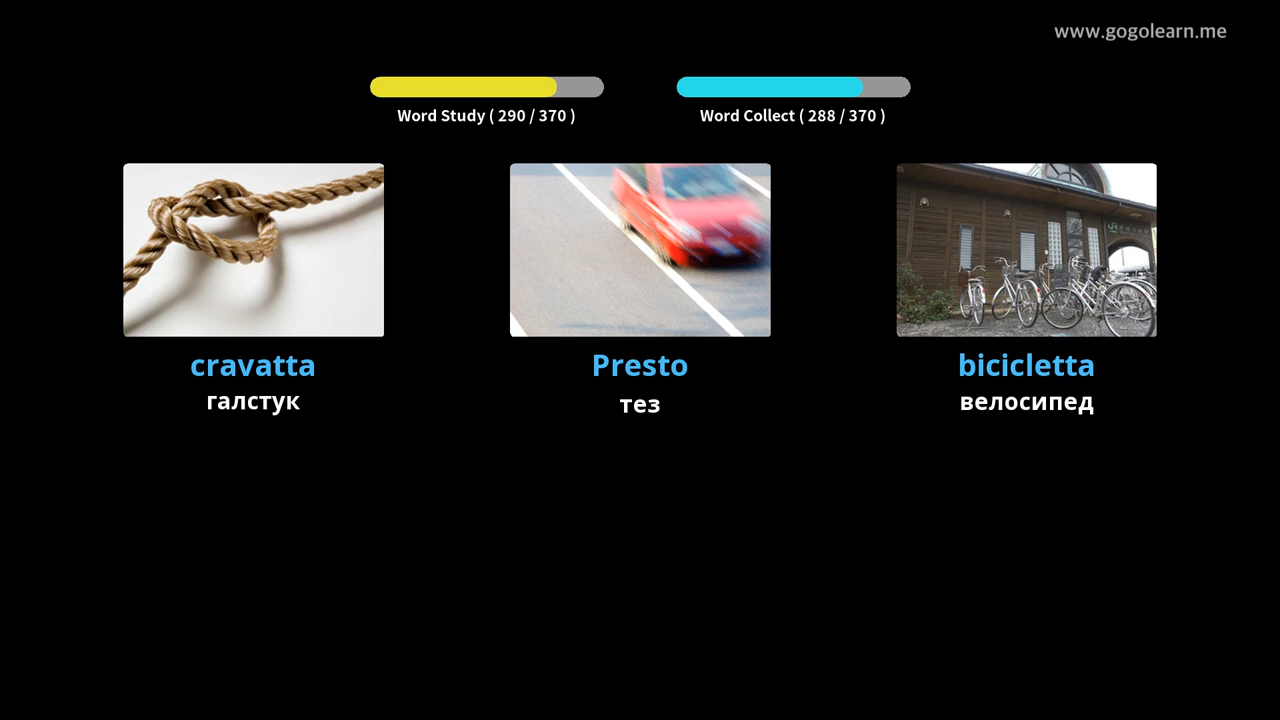 www.gogolearn.me
Word Study ( 290 / 370 )
Word Collect ( 288 / 370 )
cravatta
галстук
Presto
тез
bicicletta
велосипед